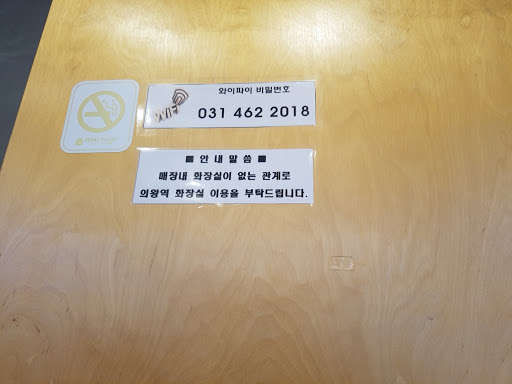 와이파이 비밀번호
WiFi
031 462 2018
■ 안 내 말 씀 ■
매장내 화장실이 없는 관계로
의왕역 화장실 이용을 부탁드립니다.